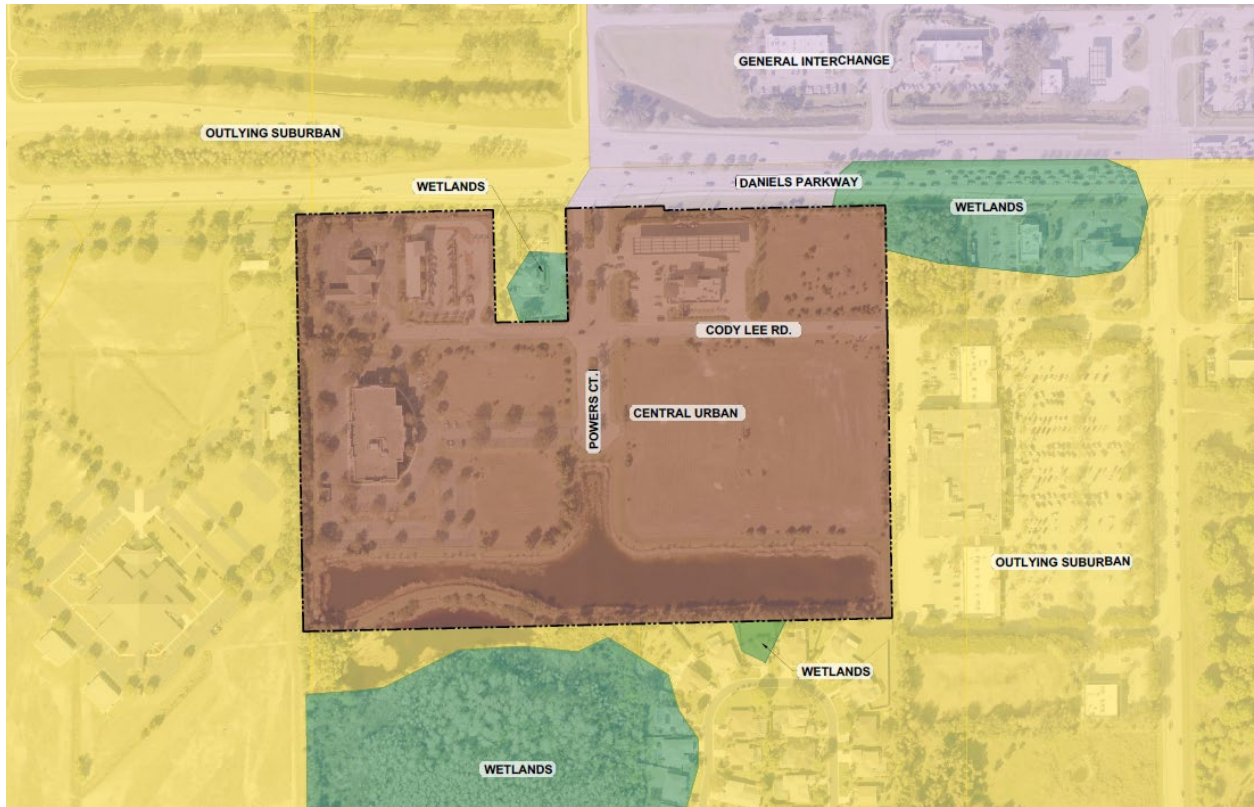 GENERAL INTERCHANGE
OUTLYING SUBURBAN
WETLANDS
DANIELS PARKWAY
WETLANDS
CODY LEE RD.
POWERS CT.
CENTRAL URBAN
OUTLYING SUBURBAN
WETLANDS
WETLANDS